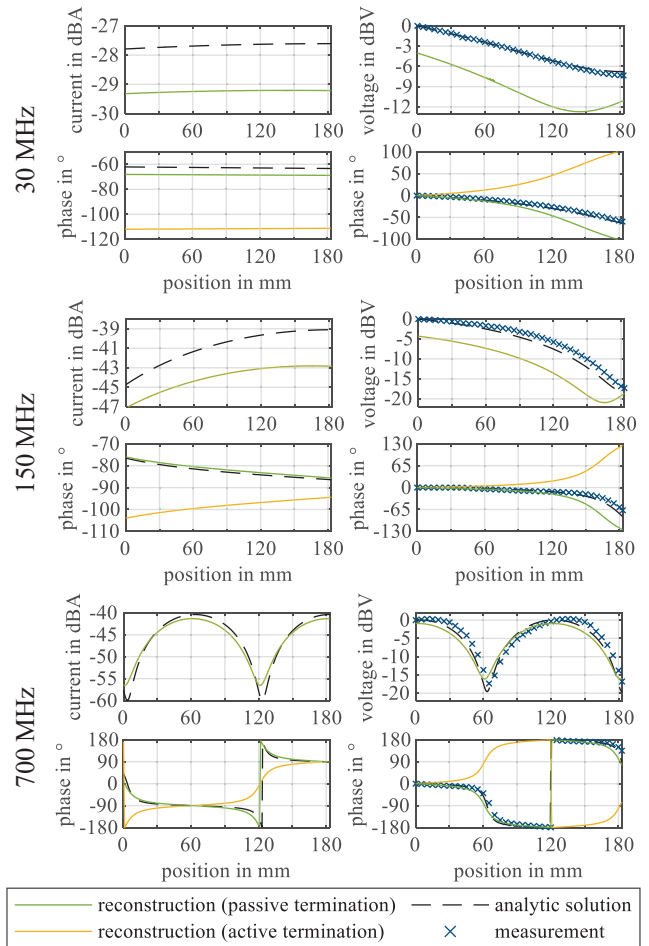 30 MHz
current in dBA
-27
-28
-29
-30
0 60 120 180
voltage in dBV
0
-3
-6
-9
-12
0 60 120 180
phase in °
-60
-80
-100
-120
0 60 120 180
position in mm
phase in °
100
50
0
-50
-100
0 60 120 180
position in mm
150 MHz
current in dBA
-39
-41
-43
-45
-47
0 60 120 180
voltage in dBV
0
-5
-10
-15
-20
0 60 120 180
phase in °
-70
-80
-90
-100
-110
0 60 120 180
position in mm
phase in °
130
65
0
-65
-130
0 60 120 180
position in mm
700 MHz
current in dBA
-40
-45
-50
-55
-60
0 60 120 180
voltage in dBV
0
-5
-10
-15
-20
0 60 120 180
phase in °
180
90
0
-90
-180
0 60 120 180
position in mm
phase in °
180
90
0
-90
-180
0 60 120 180
position in mm
reconstruction (passive termination)
analytic solution
reconstruction (active termination)
measurement